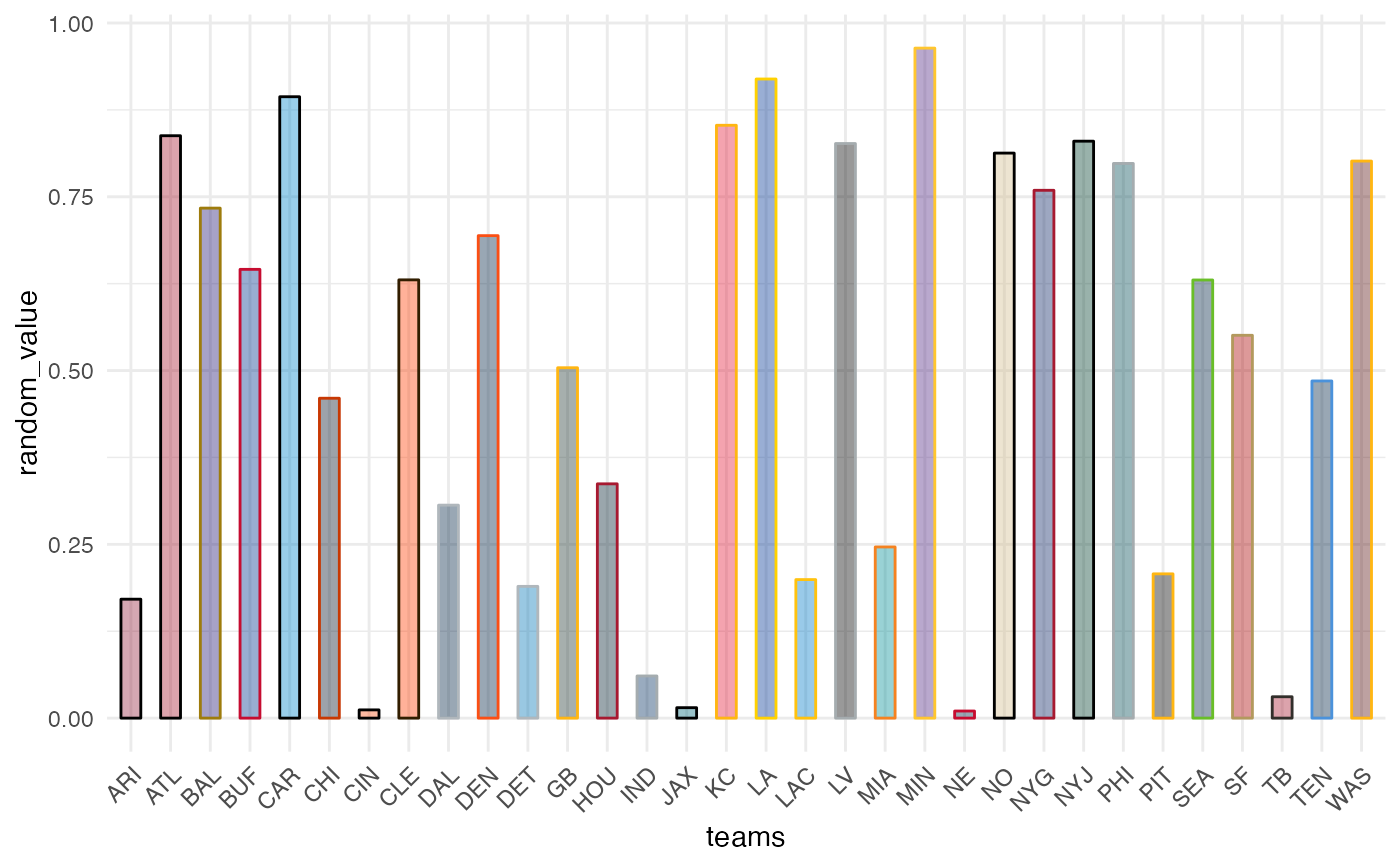 1.00
0.75
0.50
0.25
0.00
random_value
ARI ATL BAL BUF CAR CHI CIN CLE DAL DEN DET GB HOU IND JAX KC LA LAC LV MIA MIN NE NO NYG NYJ PHI PIT SEA SF TB TEN WAS
teams